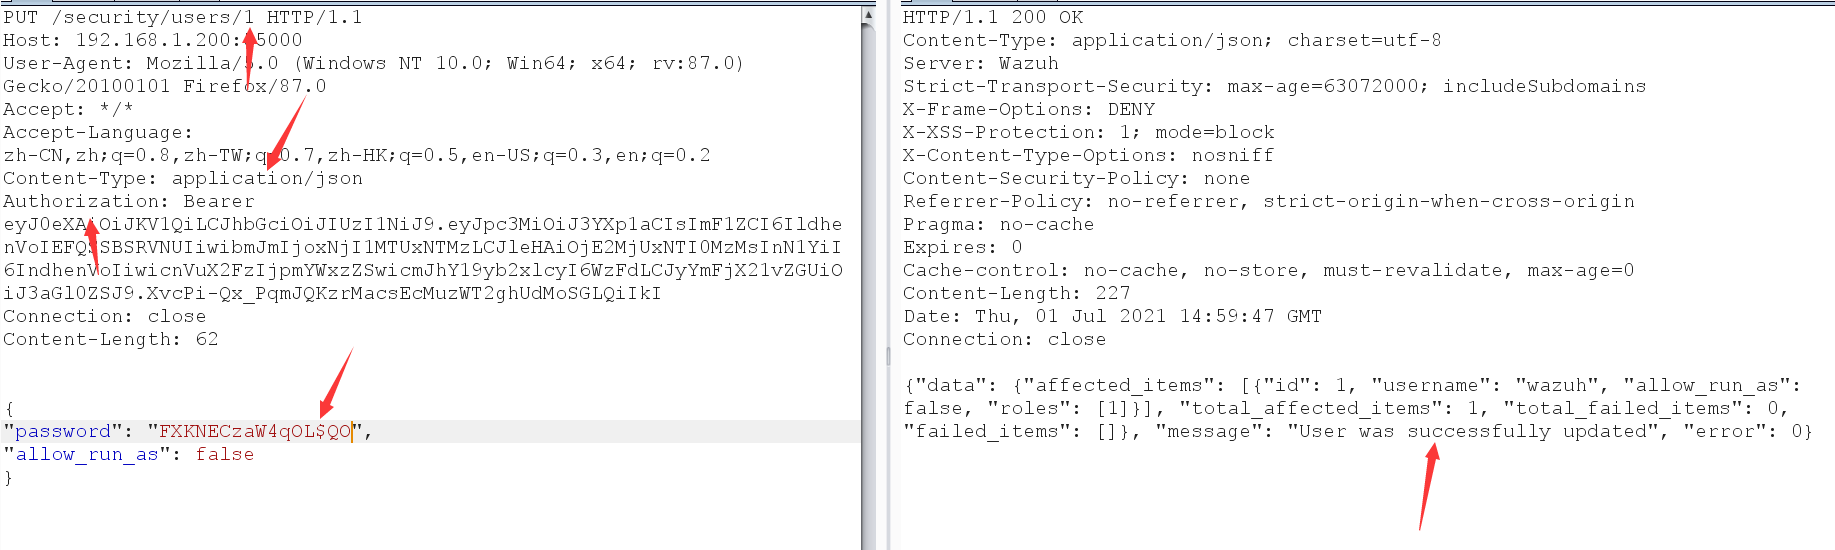 PUT /security/users/1 HTTP/1.1
Host: 192.168.1.200:55000
User-Agent: Mozilla/5.0 (Windows NT 10.0; Win64; x64; rv:87.0)
Gecko/20100101 Firefox/87.0
Accept: */*
Accept-Language:
zh-CN,zh;q=0.8,zh-TW;q=0.7,zh-HK;q=0.5,en-US;q=0.3,en;q=0.2
Content-Type: application/json
Authorization: Bearer
eyJ0eXAiOiJKV1QiLCJhbGciOiJIUzI1NiJ9.eyJpc3MiOiJ3YXp1aCIsImF1ZCI6Ildhe
nVoIEFQSSBSRVNUIiwibmJmIjoxNjI1MTUxNTMzLCJleHAiOjE2MjUxNTI0MzMsInN1YiI
6IndhenVoIiwicnVuX2FzIjpmYWxzZSwicmJhY19yb2xlcyI6WzFdLCJyYmFjX21vZGUiO
iJ3aGl0ZSJ9.XvcPi-Qx_PqmJQKzrMacsEcMuzWT2ghUdMoSGLQiIkI
Connection: close
Content-Length: 62
{
"password": "FXKNECzaW4qOL$QO",
"allow_run_as": false
}
HTTP/1.1 200 OK
Content-Type: application/json; charset=utf-8
Server: Wazuh
Strict-Transport-Security: max-age=63072000; includeSubdomains
X-Frame-Options: DENY
X-XSS-Protection: 1; mode=block
X-Content-Type-Options: nosniff
Content-Security-Policy: none
Referrer-Policy: no-referrer, strict-origin-when-cross-origin
Pragma: no-cache
Expires: 0
Cache-control: no-cache, no-store, must-revalidate, max-age=0
Content-Length: 227
Date: Thu, 01 Jul 2021 14:59:47 GMT
Connection: close
{"data": {"affected_items": [{"id": 1, "username": "wazuh", "allow_run_as":
false, "roles": [1]}], "total_affected_items": 1, "total_failed_items": 0,
"failed_items": []}, "message": "User was successfully updated", "error": 0}